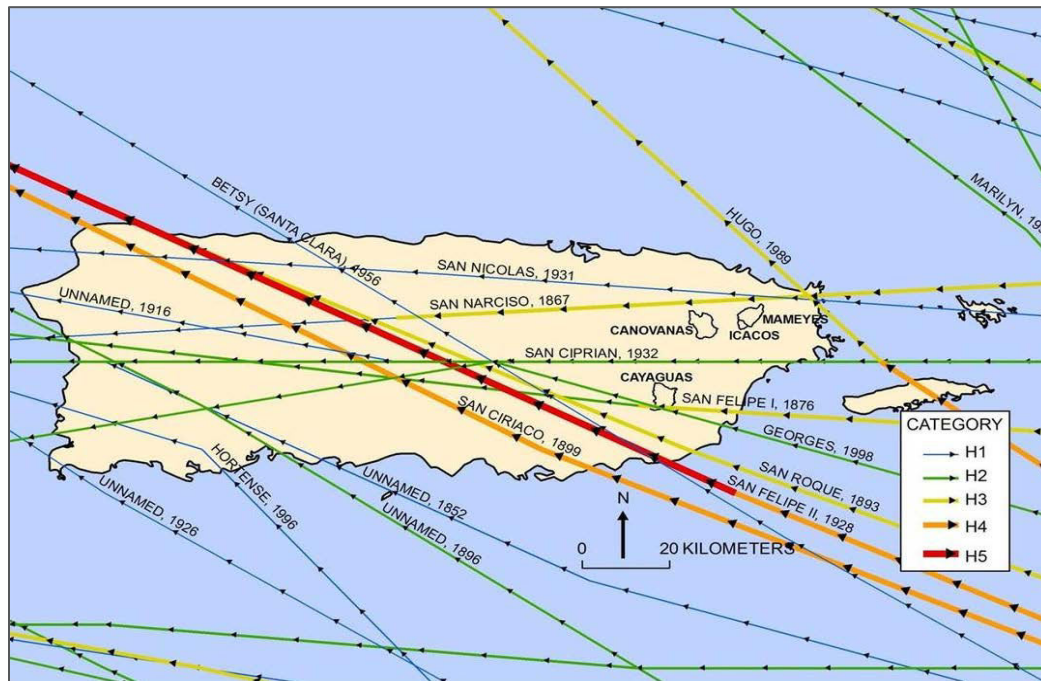 BETSY (SANTA CLARA), 1956
HUGO, 1989
MARILYN, 19
SAN NICOLAS, 1931
UNNAMED, 1916
SAN NARCISO, 1867
MAMEYES
CANOVANAS
ICACOS
SAN CIPRIAN, 1932
CAYAGUAS
SAN FELIPE I, 1876
SAN CIRIACO, 1899
GEORGES, 1998
HORTENSE, 1996
SAN ROQUE, 1893
UNNAMED, 1852
SAN FELIPE II, 1928
UNNAMED, 1926
UNNAMED, 1896
N
0 20 KILOMETERS
CATEGORY
H1
H2
H3
H4
H5